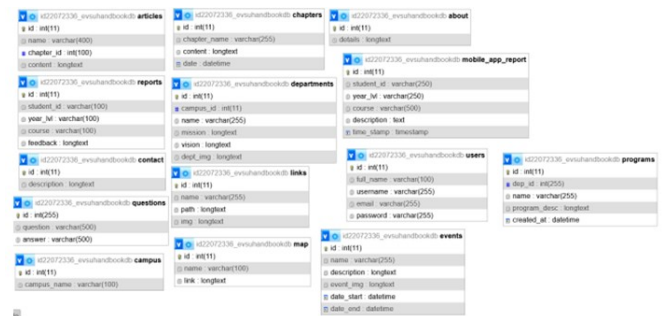 id22072336_evsuhandbookdb articles
id : int(11)
name : varchar(400)
chapter_id : int(100)
content : longtext
id22072336_evsuhandbookdb chapters
id : int(11)
chapter_name : varchar(255)
content : longtext
date : datetime
id22072336_evsuhandbookdb about
id : int(11)
details : longtext
id22072336_evsuhandbookdb mobile_app_report
id : int(11)
student_id : varchar(250)
year_lvl : varchar(250)
course : varchar(500)
description : text
time_stamp : timestamp
id22072336_evsuhandbookdb reports
id : int(11)
student_id : varchar(100)
year_lvl : varchar(100)
course : varchar(100)
feedback : longtext
id22072336_evsuhandbookdb departments
id : int(11)
campus_id : int(11)
name : varchar(255)
mission : longtext
vision : longtext
dept_img : longtext
id22072336_evsuhandbookdb contact
id : int(11)
description : longtext
id22072336_evsuhandbookdb links
id : int(11)
name : varchar(255)
path : longtext
img : longtext
id22072336_evsuhandbookdb users
id : int(11)
full_name : varchar(100)
username : varchar(255)
email : varchar(255)
password : varchar(255)
id22072336_evsuhandbookdb programs
id : int(11)
dep_id : int(255)
name : varchar(255)
program_desc : longtext
created_at : datetime
id22072336_evsuhandbookdb questions
id : int(255)
question : varchar(500)
answer : varchar(500)
id22072336_evsuhandbookdb map
id : int(11)
name : varchar(100)
link : longtext
id22072336_evsuhandbookdb events
id : int(11)
name : varchar(255)
description : longtext
event_img : longtext
date_start : datetime
date_end : datetime
id22072336_evsuhandbookdb campus
id : int(11)
campus_name : varchar(100)